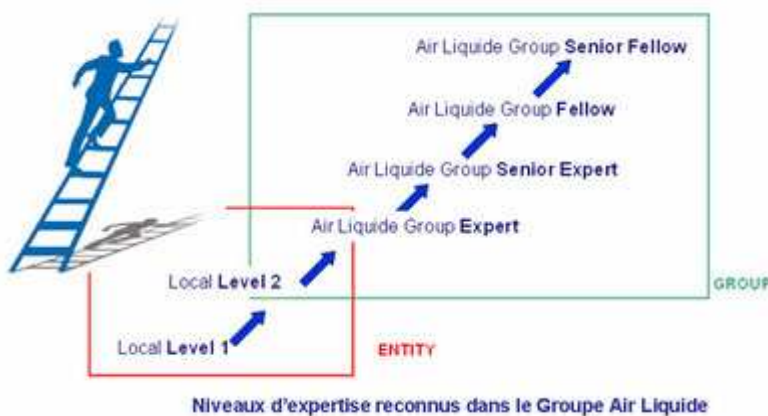 Air Liquide Group Senior Fellow
Air Liquide Group Fellow
Air Liquide Group Senior Expert
Air Liquide Group Expert
Local Level 2
GROUP
Local Level 1
ENTITY
Niveaux d'expertise reconnus dans le Groupe Air Liquide